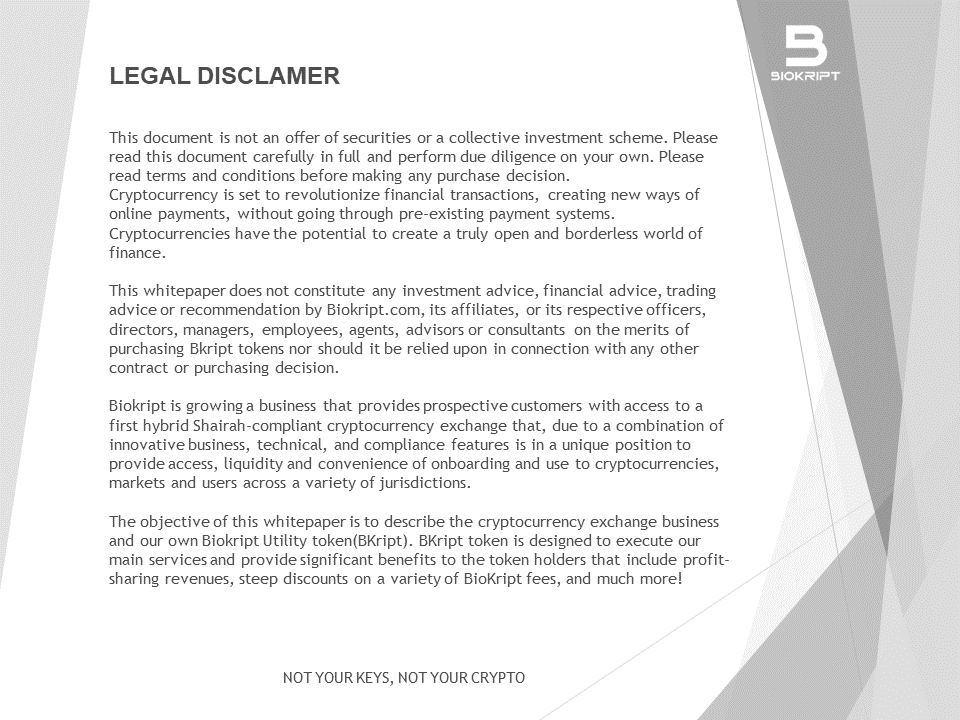 B
BIOKRIPT
LEGAL DISCLAMER
This document is not an offer of securities or a collective investment scheme. Please
read this document carefully in full and perform due diligence on your own. Please
read terms and conditions before making any purchase decision.
Cryptocurrency is set to revolutionize financial transactions, creating new ways of
online payments, without going through pre-existing payment systems.
Cryptocurrencies have the potential to create a truly open and borderless world of
finance.
This whitepaper does not constitute any investment advice, financial advice, trading
advice or recommendation by Biokript.com, its affiliates, or its respective officers,
directors, managers, employees, agents, advisors or consultants on the merits of
purchasing Bkript tokens nor should it be relied upon in connection with any other
contract or purchasing decision.
Biokript is growing a business that provides prospective customers with access to a
first hybrid Shairah-compliant cryptocurrency exchange that, due to a combination of
innovative business, technical, and compliance features is in a unique position to
provide access, liquidity and convenience of onboarding and use to cryptocurrencies,
markets and users across a variety of jurisdictions.
The objective of this whitepaper is to describe the cryptocurrency exchange business
and our own Biokript Utility token(BKript). BKript token is designed to execute our
main services and provide significant benefits to the token holders that include profit-
sharing revenues, steep discounts on a variety of BioKript fees, and much more!
NOT YOUR KEYS, NOT YOUR CRYPTO